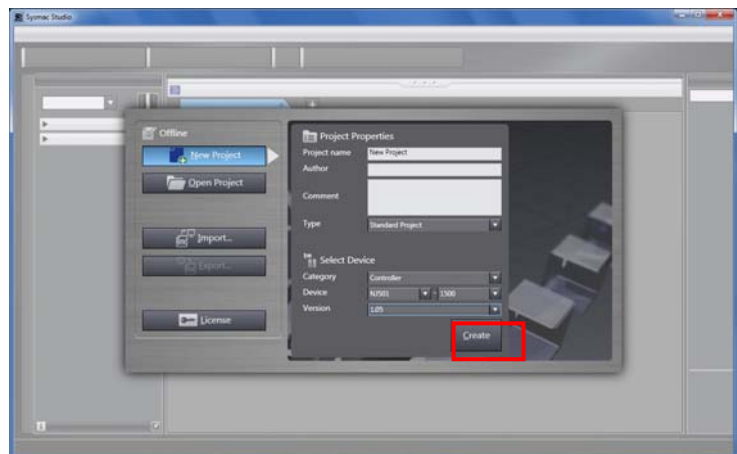 Sysmac Studio
Offline
New Project
Open Project
Import...
Export...
License
Project Properties
Project name New Project
Author
Comment
Type Standard Project
Select Device
Category Controller
Device NJ501 - 1500
Version 1.05
Create